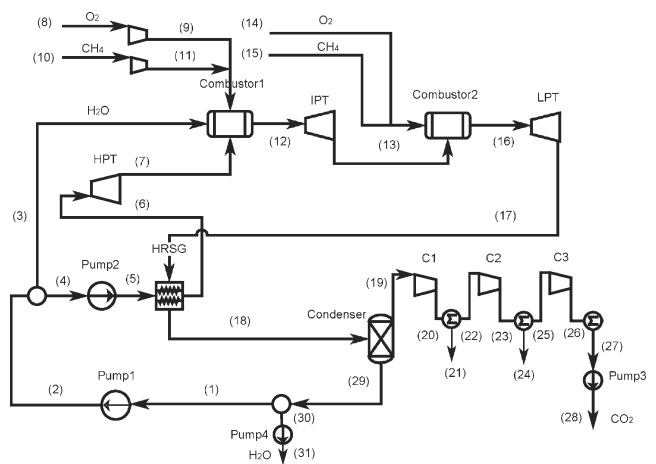 (8) O₂ (9) (14) O₂
(10) CH₄ (11) (15) CH₄
Combustor1 IPT Combustor2 LPT
H₂O
(12) (13) (16)
HPT (7)
(6)
(3) (17)
HRSG
Pump2
(4) (5)
C1 C2 C3
(19)
Condenser
(18)
(20) (22) (23) (25) (26) (27)
(21) (24)
Pump1 (29) Pump3
(2) (1)
(30) (28) CO₂
Pump4
H₂O (31)